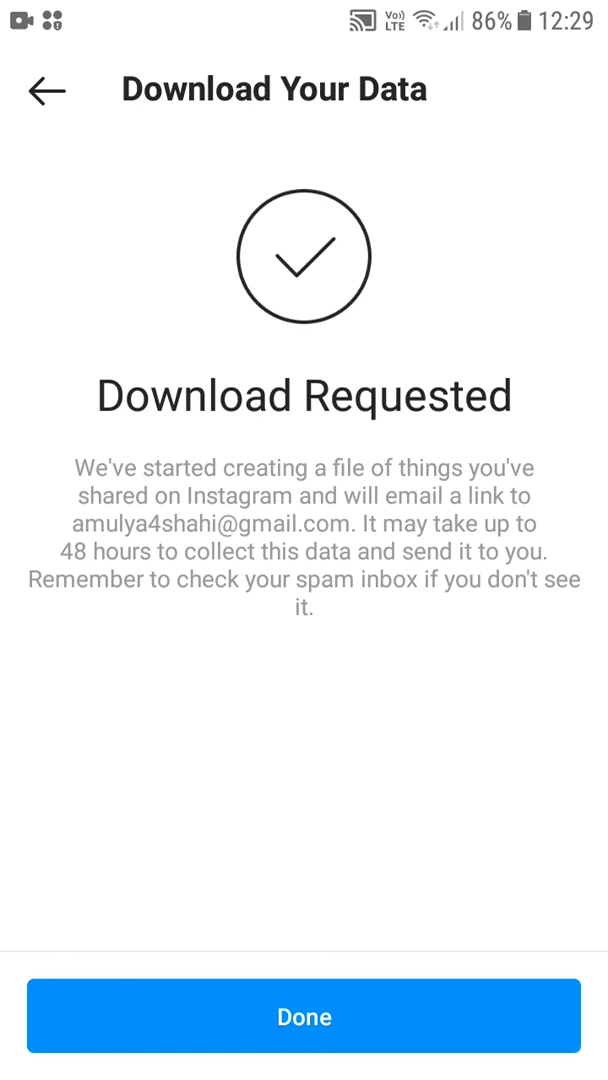 Vo)) LTE 86% 12:29
Download Your Data
Download Requested
We've started creating a file of things you've
shared on Instagram and will email a link to
amulya4shahi@gmail.com. It may take up to
48 hours to collect this data and send it to you.
Remember to check your spam inbox if you don't see
it.
Done